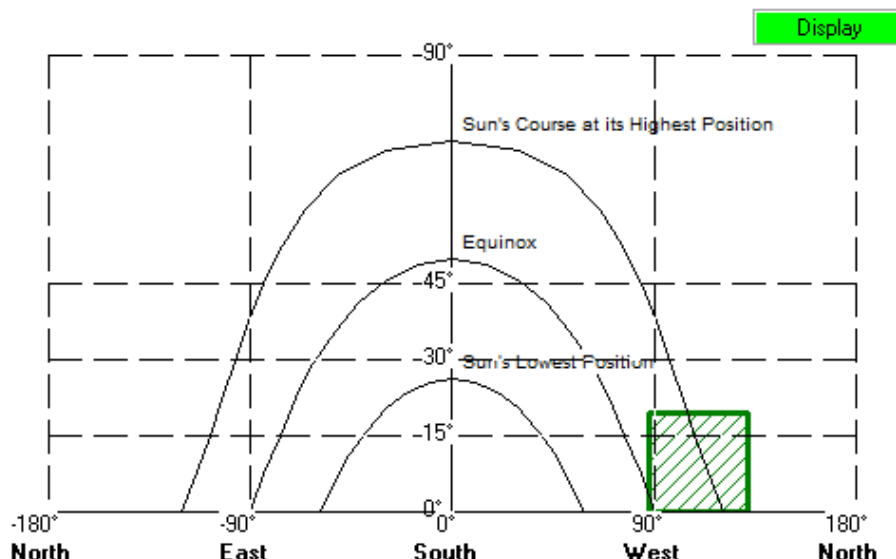 Display
-90°
Sun's Course at its Highest Position
Equinox
-45°
-30°
Sun's Lowest Position
-15°
-0°
-180° -90° 0° 90° 180°
North East South West North